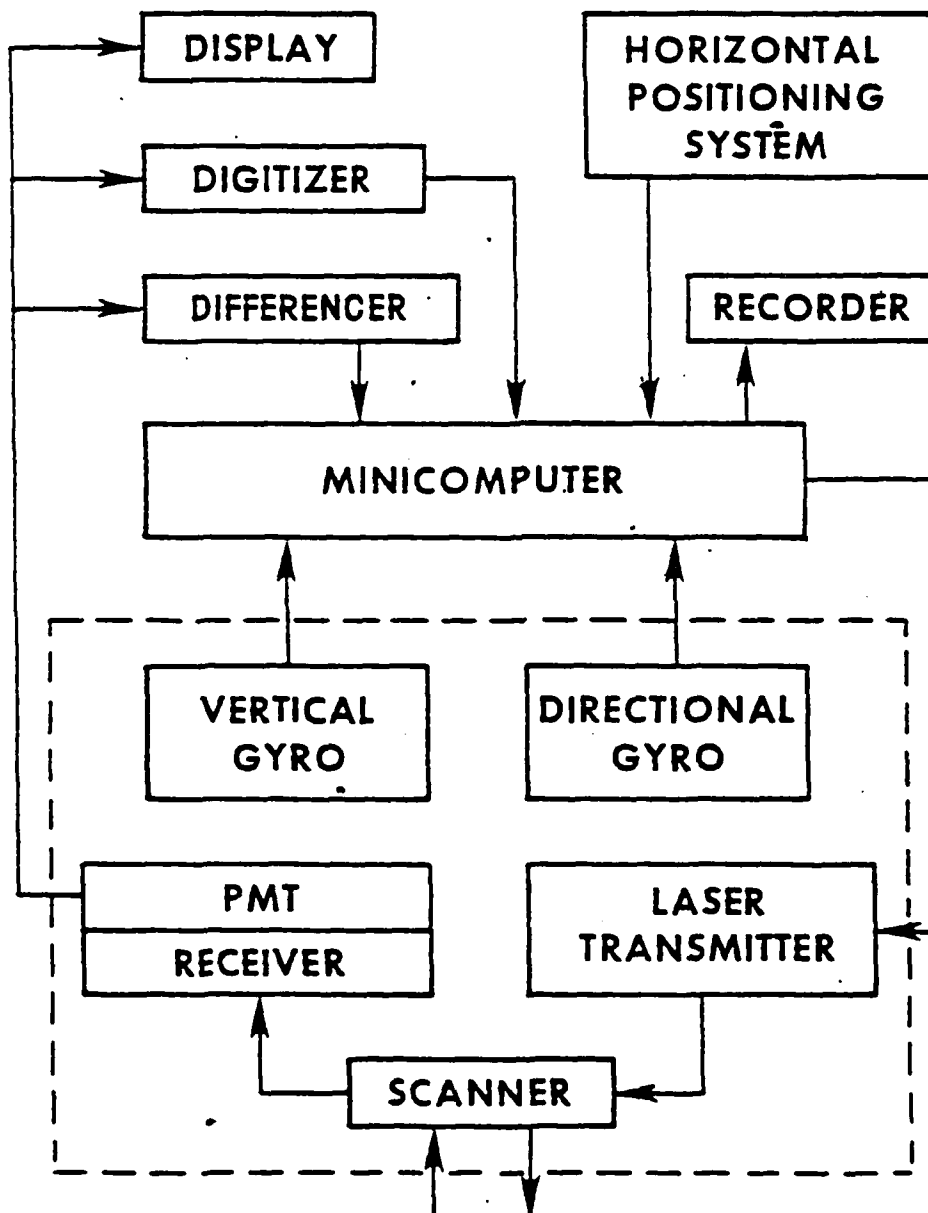 DISPLAY
HORIZONTAL
POSITIONING
SYSTEM
DIGITIZER
DIFFERENCER
RECORDER
MINICOMPUTER
VERTICAL
GYRO
DIRECTIONAL
GYRO
PMT
RECEIVER
LASER
TRANSMITTER
SCANNER